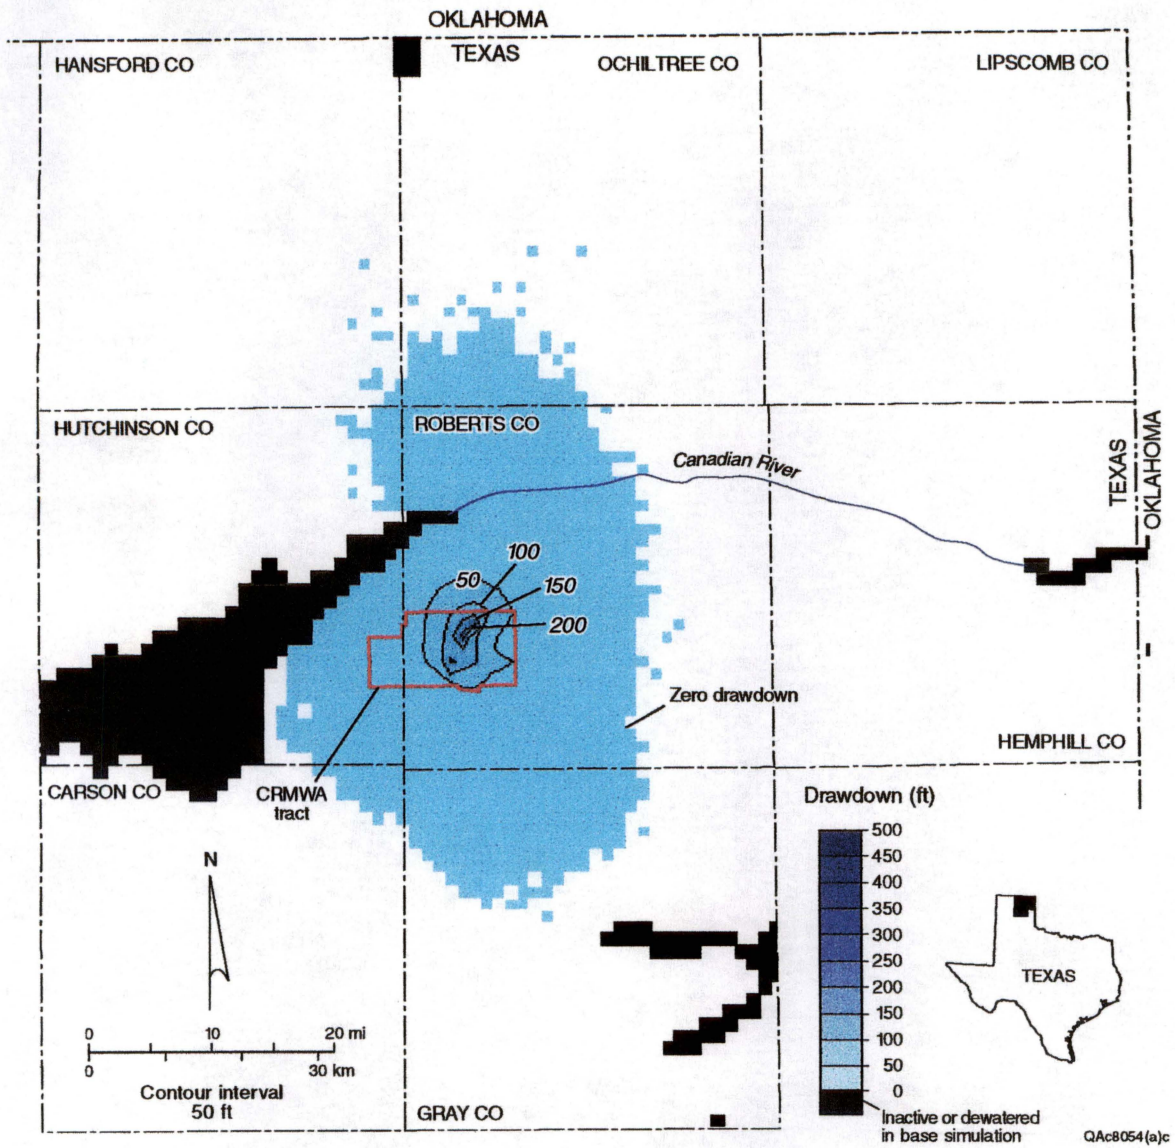 OKLAHOMA
TEXAS
HANSFORD CO
OCHILTREE CO
LIPSCOMB CO
HUTCHINSON CO
ROBERTS CO
Canadian River
TEXAS
OKLAHOMA
100
50
150
200
Zero drawdown
HEMPHILL CO
CARSON CO
CRMWA
tract
N
0 10 20 mi
0 30 km
Contour interval
50 ft
GRAY CO
Drawdown (ft)
500
450
400
350
300
250
200
150
100
50
0
Inactive or dewatered
in base simulation
TEXAS
QAc8054(a)c